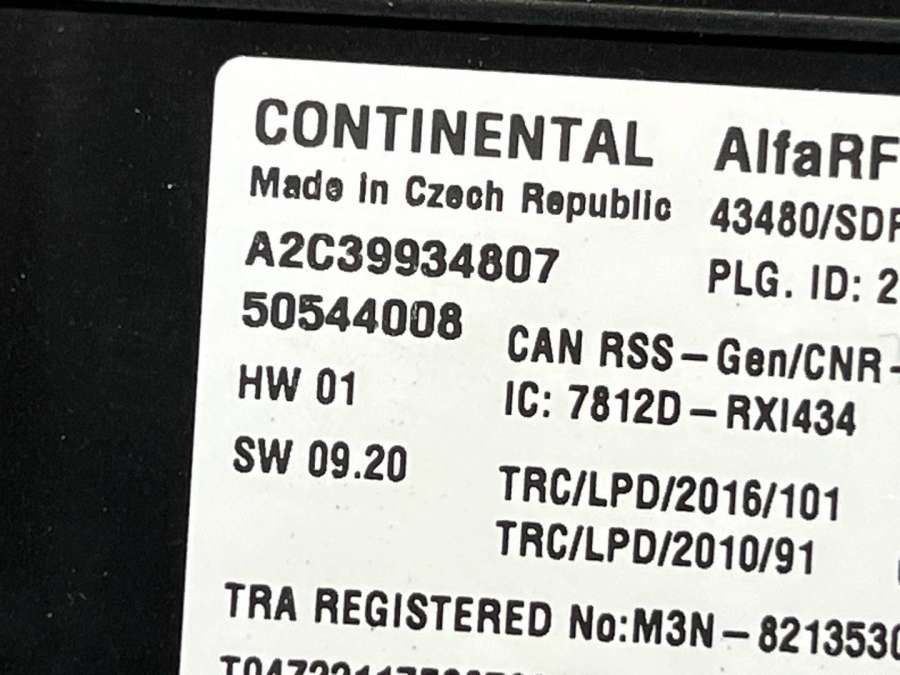 CONTINENTAL AlfaRF
Made in Czech Republic 43480/SDF
A2C39934807 PLG. ID: 2
50544008
CAN RSS-Gen/CNR-
HW 01 IC: 7812D-RXI434
SW 09.20
TRC/LPD/2016/101
TRC/LPD/2010/91
TRA REGISTERED No:M3N-8213530